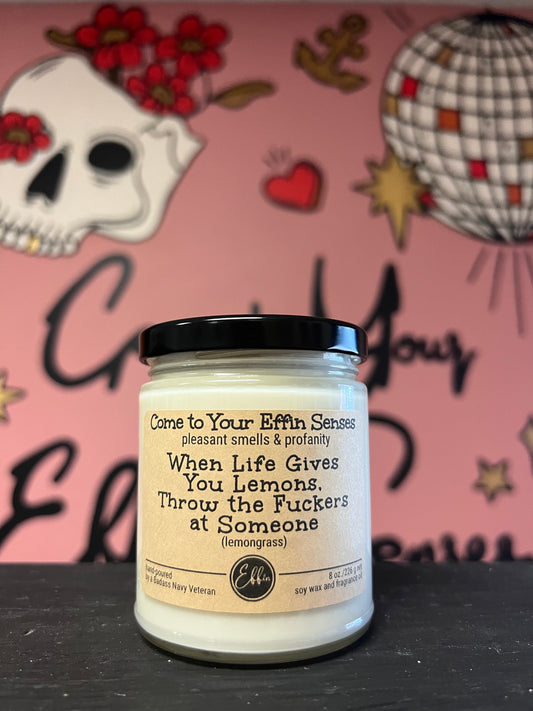 Your
Come to Your Effin Senses
pleasant smells & profanity
When Life Gives
You Lemons,
Throw the Fuckers
at Someone
(lemongrass)
hand-poured
by a Badass Navy Veteran
Effin
8 oz./226 g net
soy wax and fragrance oil